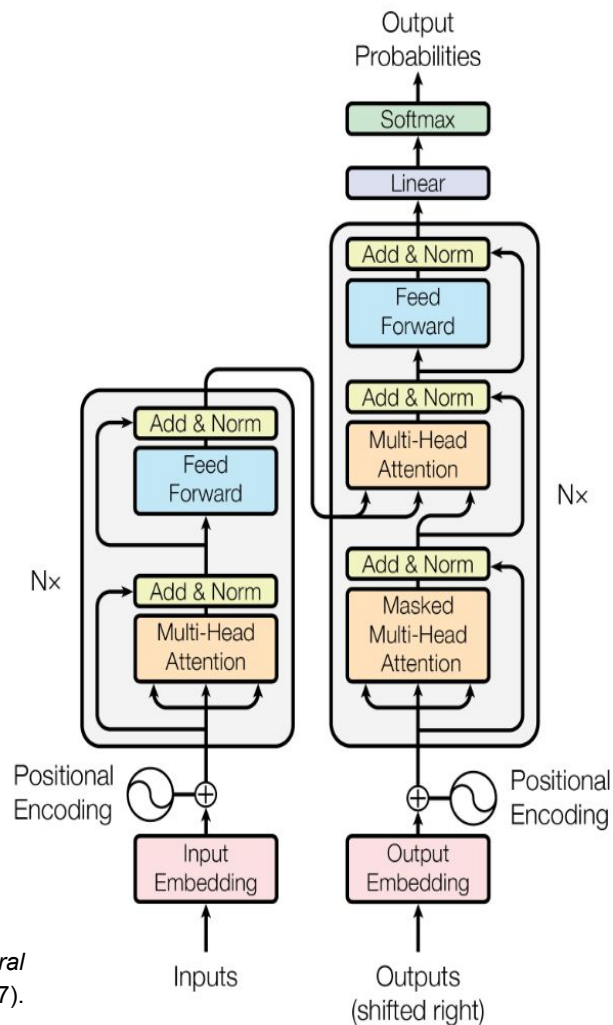 Output
Probabilities
Softmax
Linear
Add & Norm
Feed
Forward
Add & Norm
Multi-Head
Attention
Nx
Add & Norm
Masked
Multi-Head
Attention
Add & Norm
Feed
Forward
Nx
Add & Norm
Multi-Head
Attention
Positional
Encoding
+
+
Positional
Encoding
Input
Embedding
Output
Embedding
Inputs
Outputs
(shifted right)
ral
7).